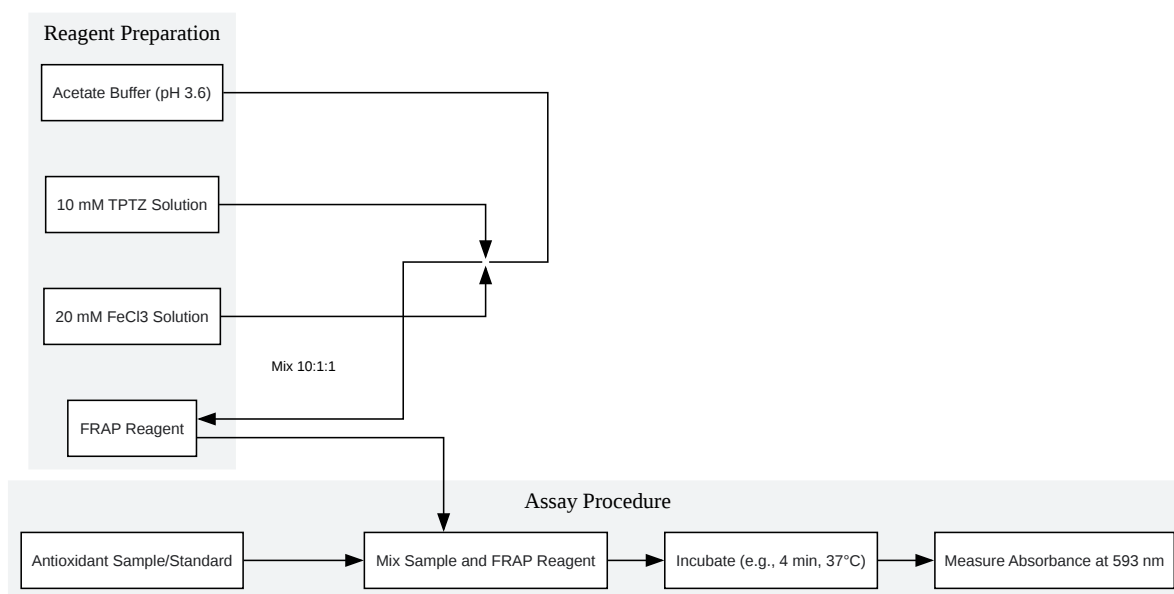 Reagent Preparation
Acetate Buffer (pH 3.6)
10 mM TPTZ Solution
20 mM FeCl3 Solution
Mix 10:1:1
FRAP Reagent
Assay Procedure
Antioxidant Sample/Standard
Mix Sample and FRAP Reagent
Incubate (e.g., 4 min, 37°C)
Measure Absorbance at 593 nm